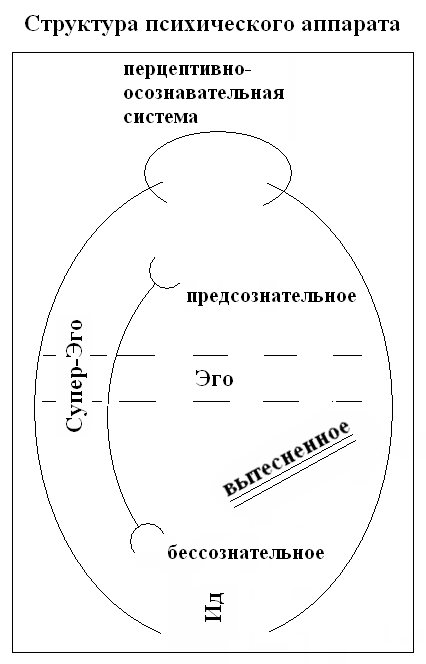 Структура психического аппарата
перцептивно-
осознавательная
система
предсознательное
Супер-Эго
Эго
вытесненное
бессознательное
Ид